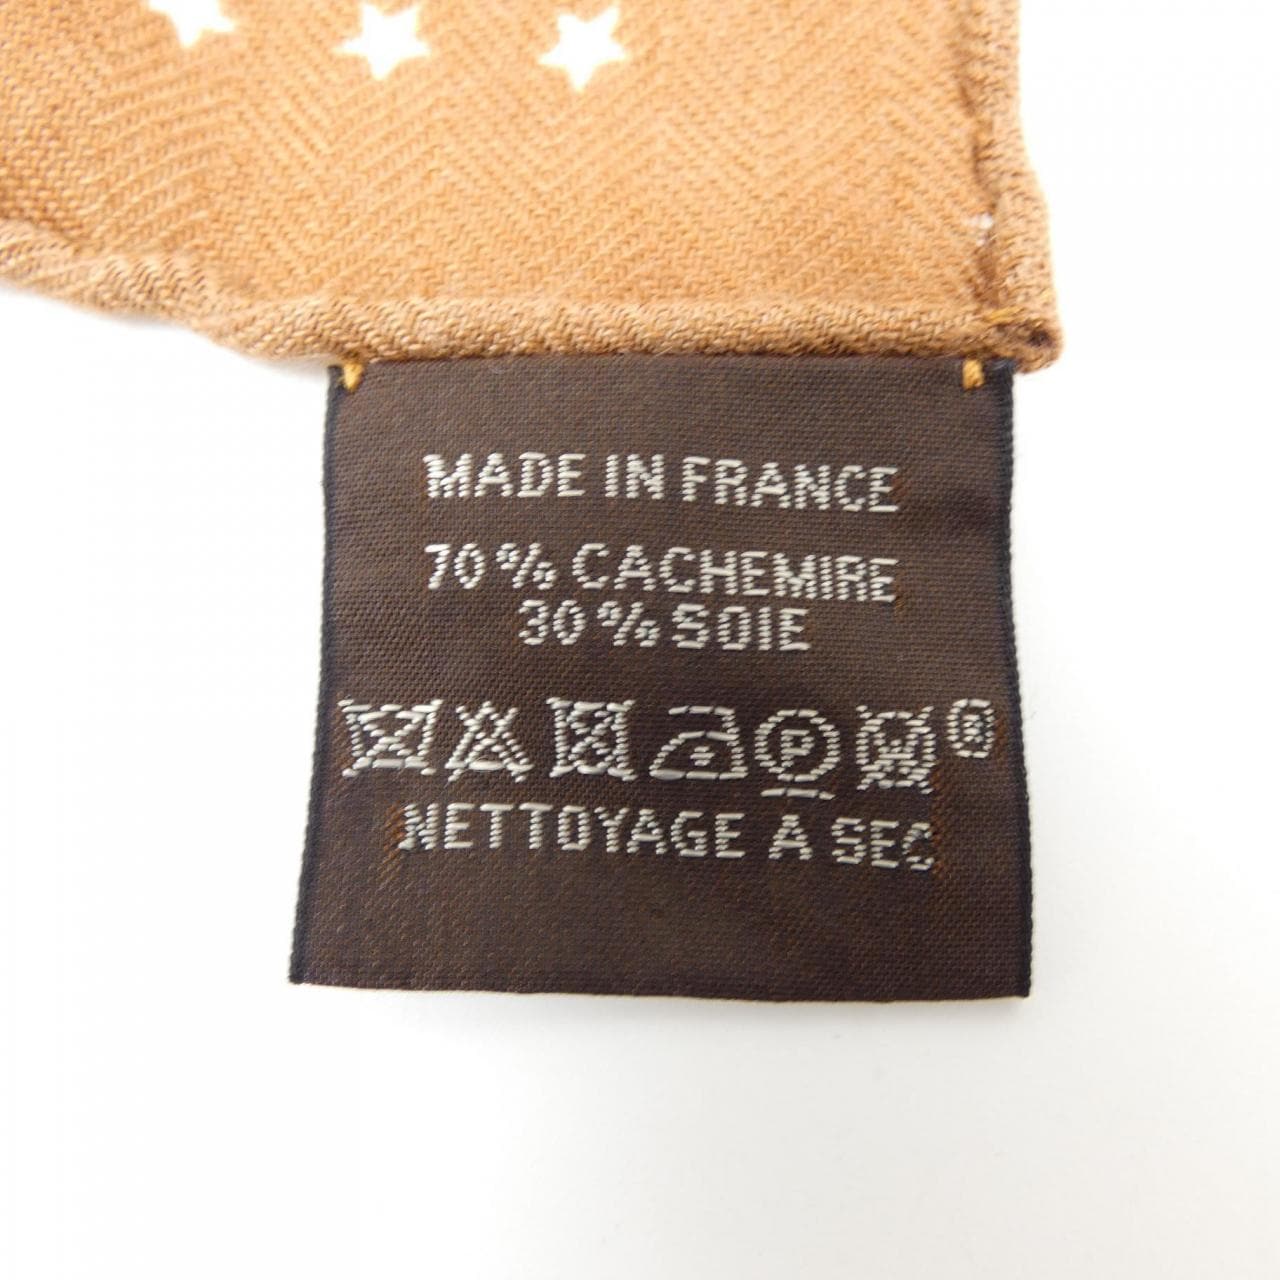 MADE IN FRANCE
70% CACHEMIRE
30% SOIE
P ®
NETTOYAGE A SEC